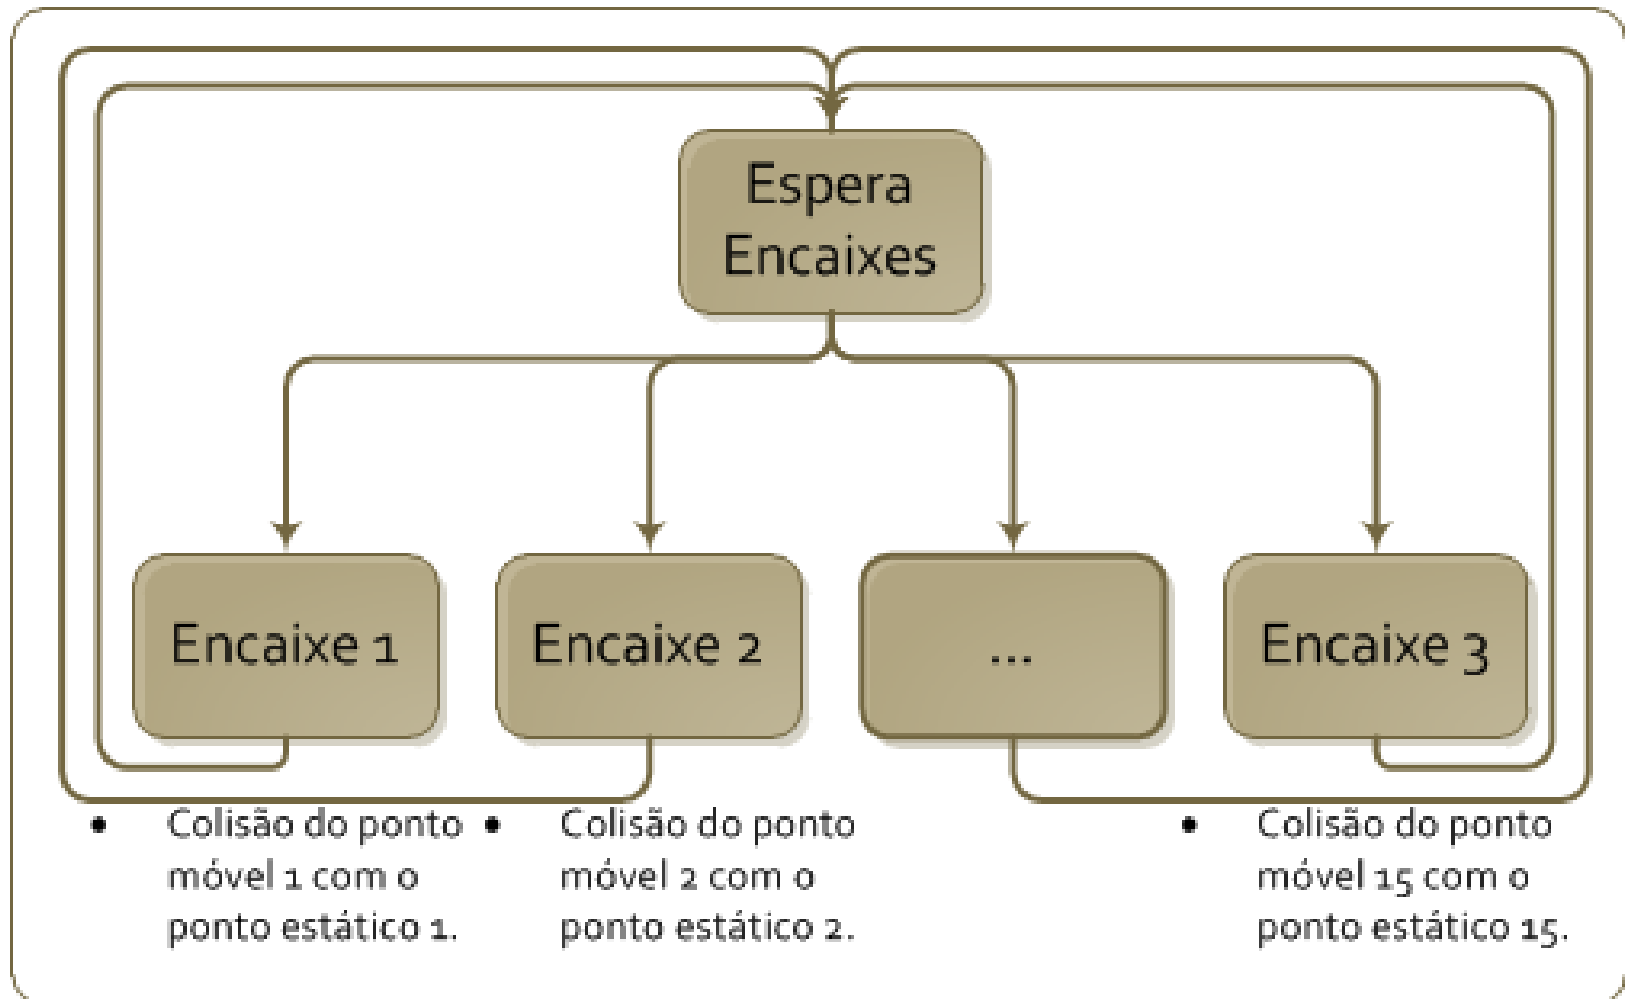 Espera
Encaixes
Encaixe 1
Encaixe 2
...
Encaixe 3
• Colisão do ponto
móvel 1 com o
ponto estático 1.
• Colisão do ponto
móvel 2 com o
ponto estático 2.
• Colisão do ponto
móvel 15 com o
ponto estático 15.